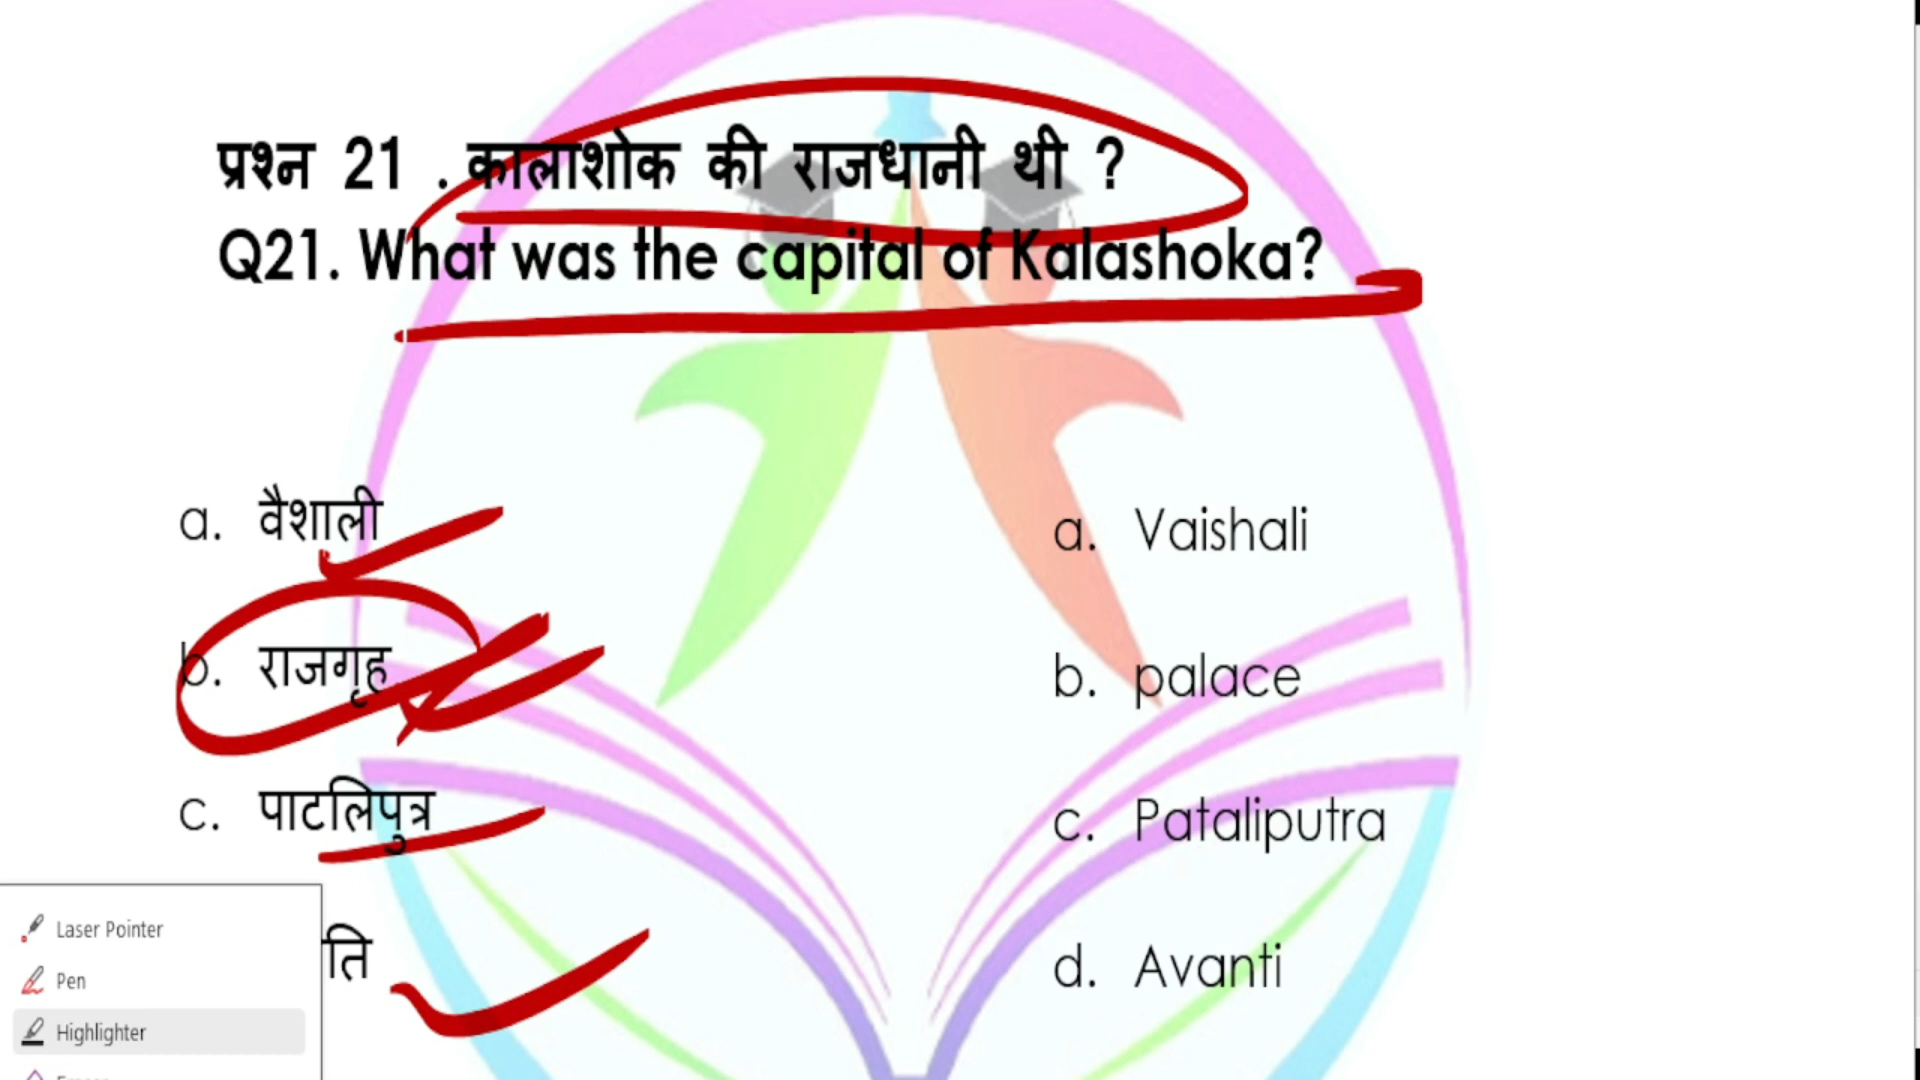 प्रश्न 21 . कालाशोक की राजधानी थी ?
Q21. What was the capital of Kalashoka?
a. वैशाली
b. राजगृह
c. पाटलिपुत्र
ति
a. Vaishali
b. palace
c. Pataliputra
d. Avanti
Laser Pointer
Pen
Highlighter